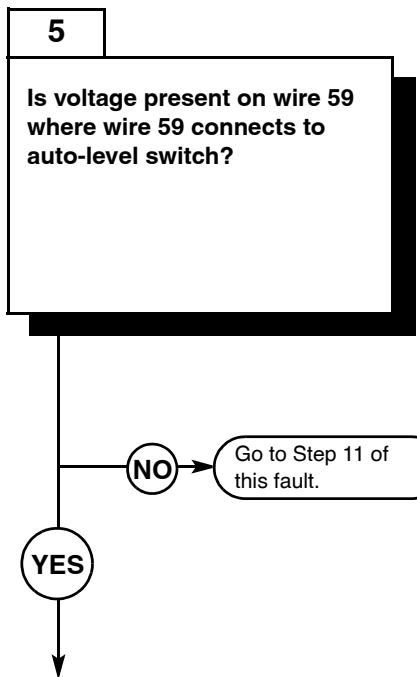 5
Is voltage present on wire 59
where wire 59 connects to
auto-level switch?
NO
Go to Step 11 of
this fault.
YES